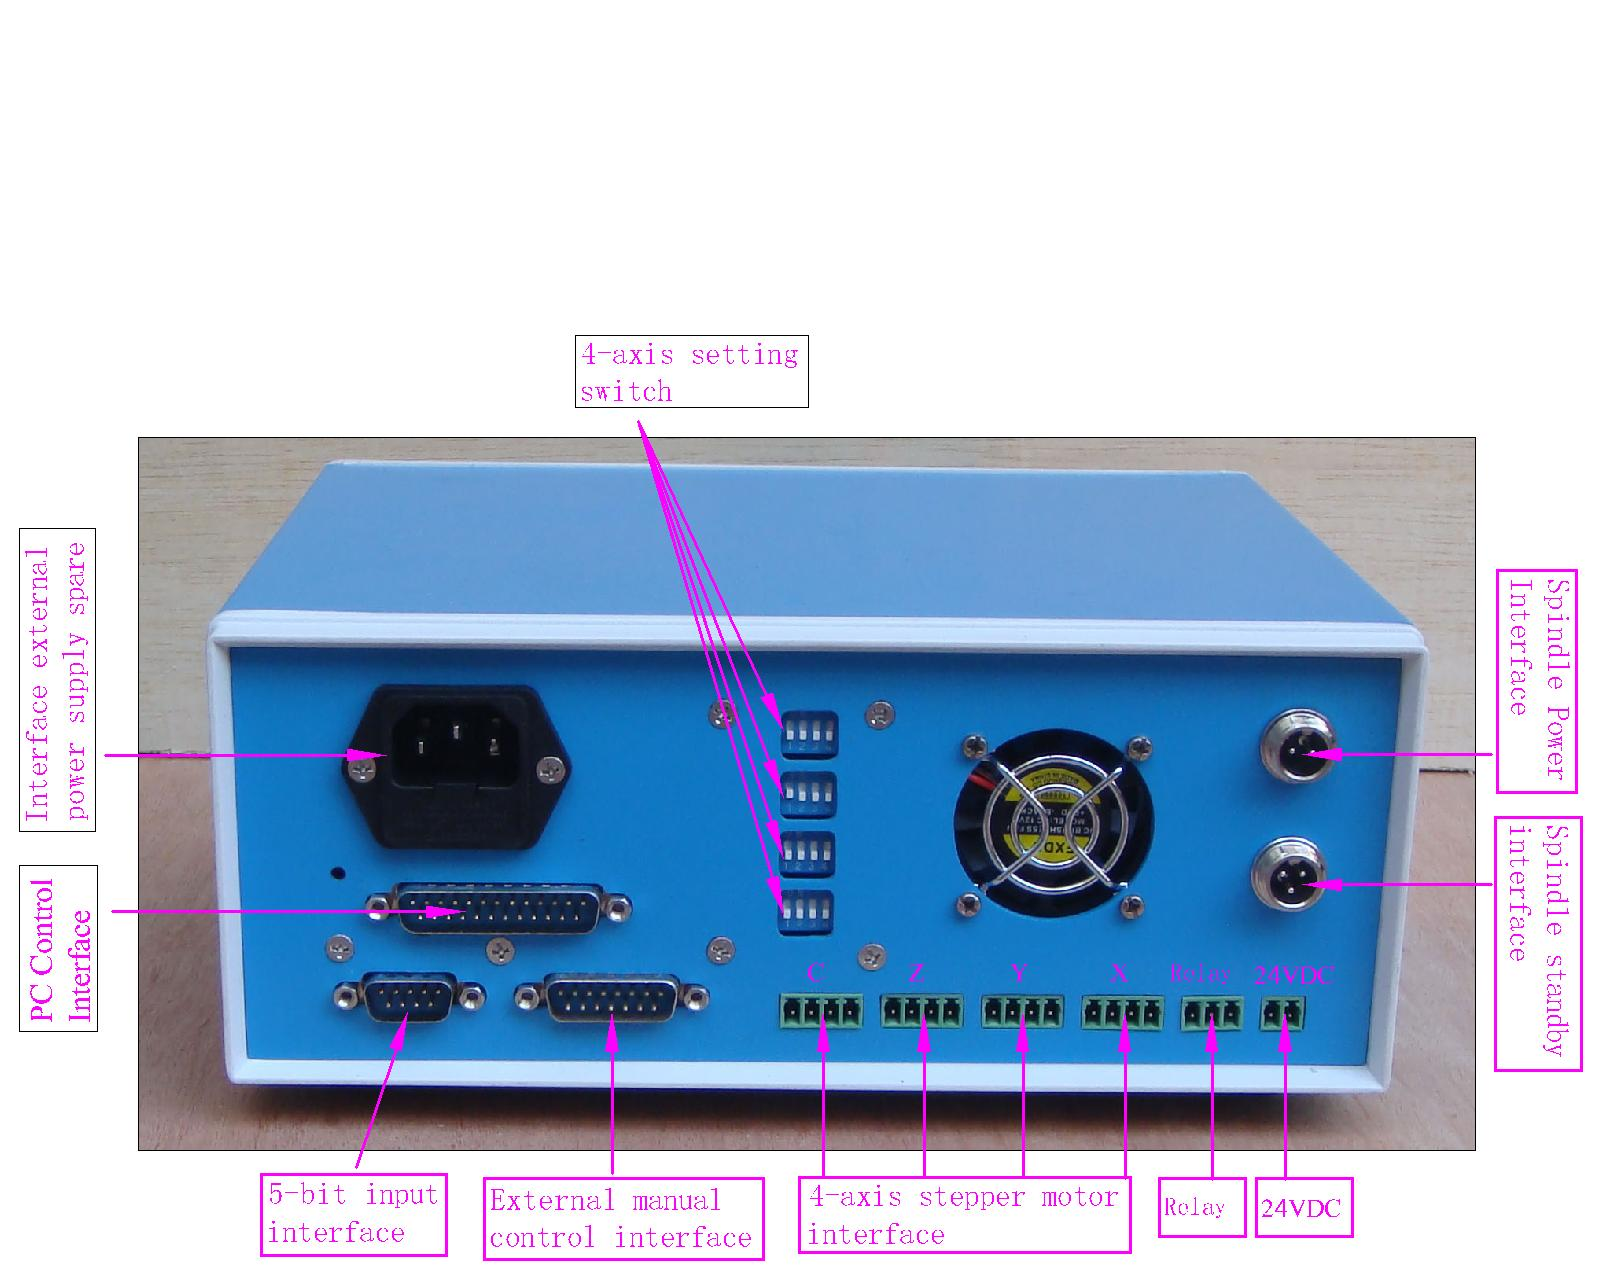 4-axis setting
switch
Interface external
power supply spare
PC Control
Interface
Spindle Power
Interface
Spindle standby
interface
C Z Y X Relay 24VDC
5-bit input
interface
External manual
control interface
4-axis stepper motor
interface
Relay
24VDC